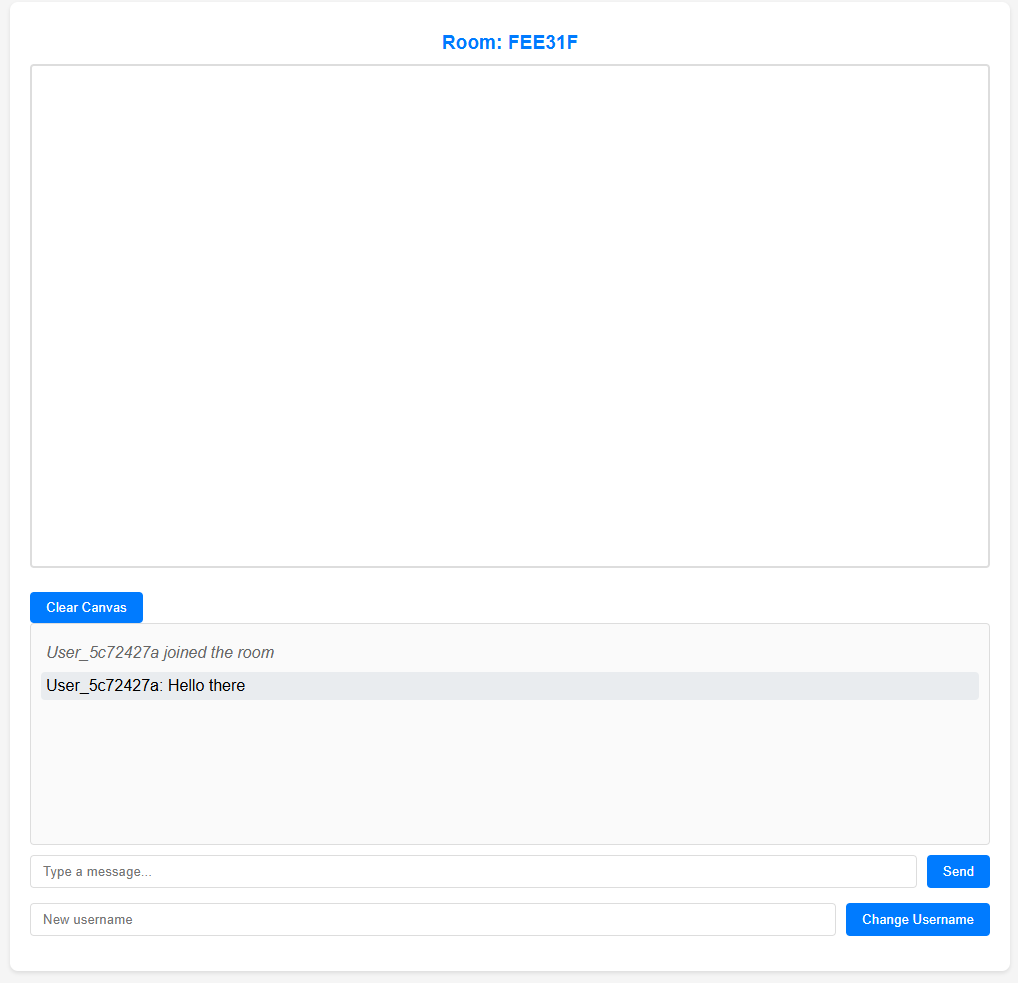 Room: FEE31F
Clear Canvas
User_5c72427a joined the room
User_5c72427a: Hello there
Type a message...
Send
New username
Change Username